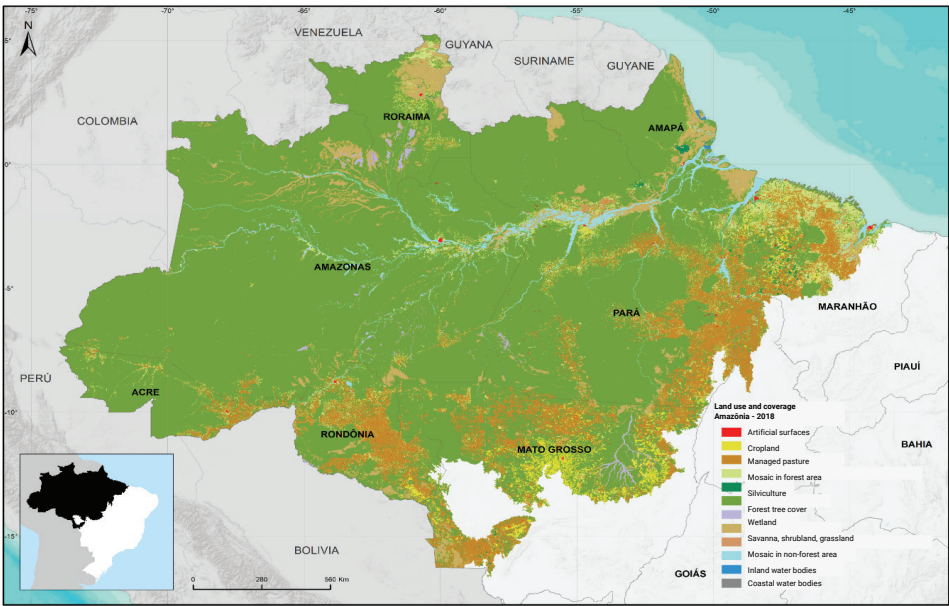 -75°
-70°
-65°
-60°
-55°
-50°
-45°
N
5°
VENEZUELA
GUYANA
SURINAME
GUYANE
COLOMBIA
RORAIMA
AMAPÁ
0°
AMAZONAS
-5°
PARÁ
MARANHÃO
PERÚ
PIAUÍ
ACRE
-10°
RONDÔNIA
MATO GROSSO
BAHIA
-15°
BOLIVIA
GOIÁS
Land use and coverage
Amazônia - 2018
Artificial surfaces
Cropland
Managed pasture
Mosaic in forest area
Silviculture
Forest tree cover
Wetland
Savanna, shrubland, grassland
Mosaic in non-forest area
Inland water bodies
Coastal water bodies
0 280 560 Km